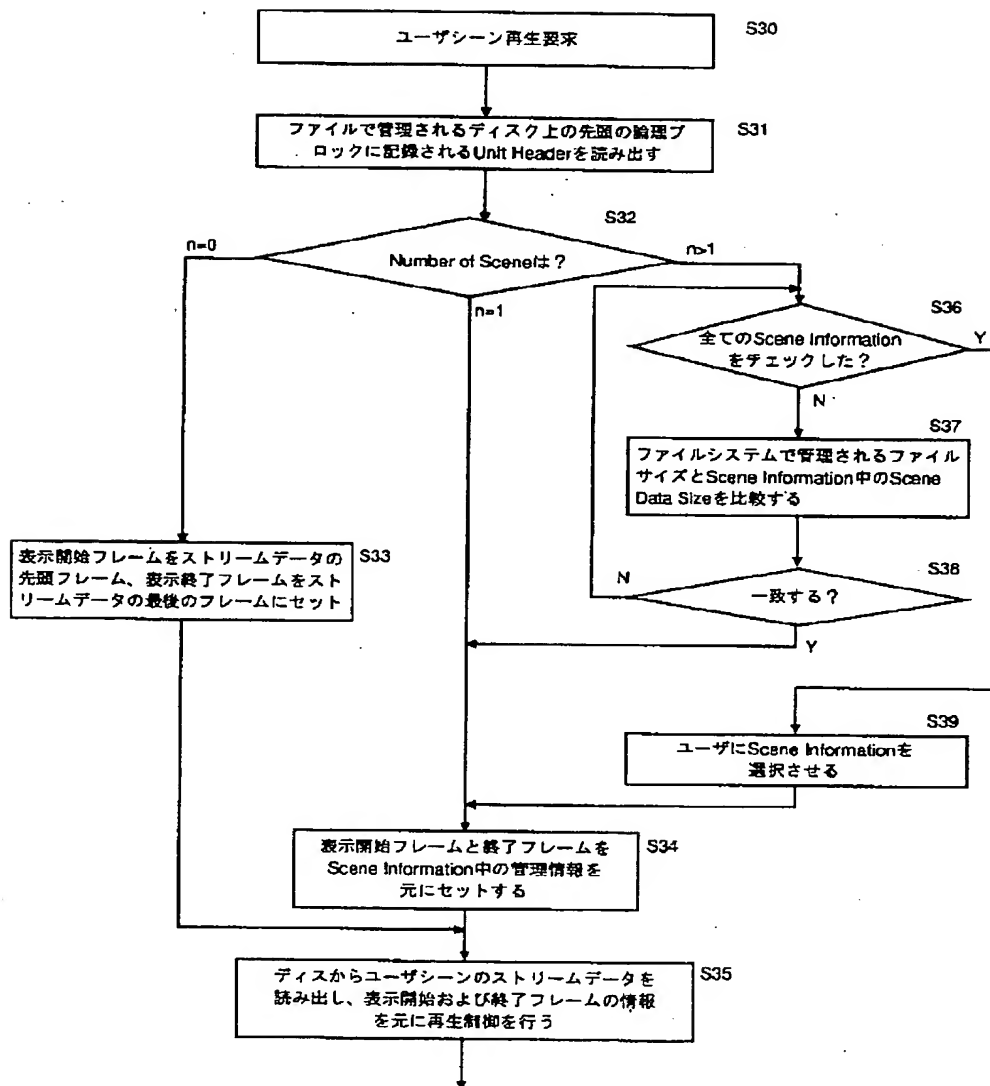 S30
ユーザシーン再生要求
S31
ファイルで管理されるディスク上の先頭の論理ブ
ロックに記録されるUnit Headerを読み出す
S32
Number of Sceneは？
n=0
n=1
n>1
S36
全てのScene Information
をチェックした？
Y
N
S37
ファイルシステムで管理されるファイル
サイズとScene Information中のScene
Data Sizeを比較する
S38
一致する？
N
Y
S33
表示開始フレームをストリームデータの
先頭フレーム、表示終了フレームをスト
リームデータの最後のフレームにセット
S39
ユーザにScene Informationを
選択させる
S34
表示開始フレームと終了フレームを
Scene Information中の管理情報を
元にセットする
S35
ディスからユーザシーンのストリームデータを
読み出し、表示開始および終了フレームの情報
を元に再生制御を行う